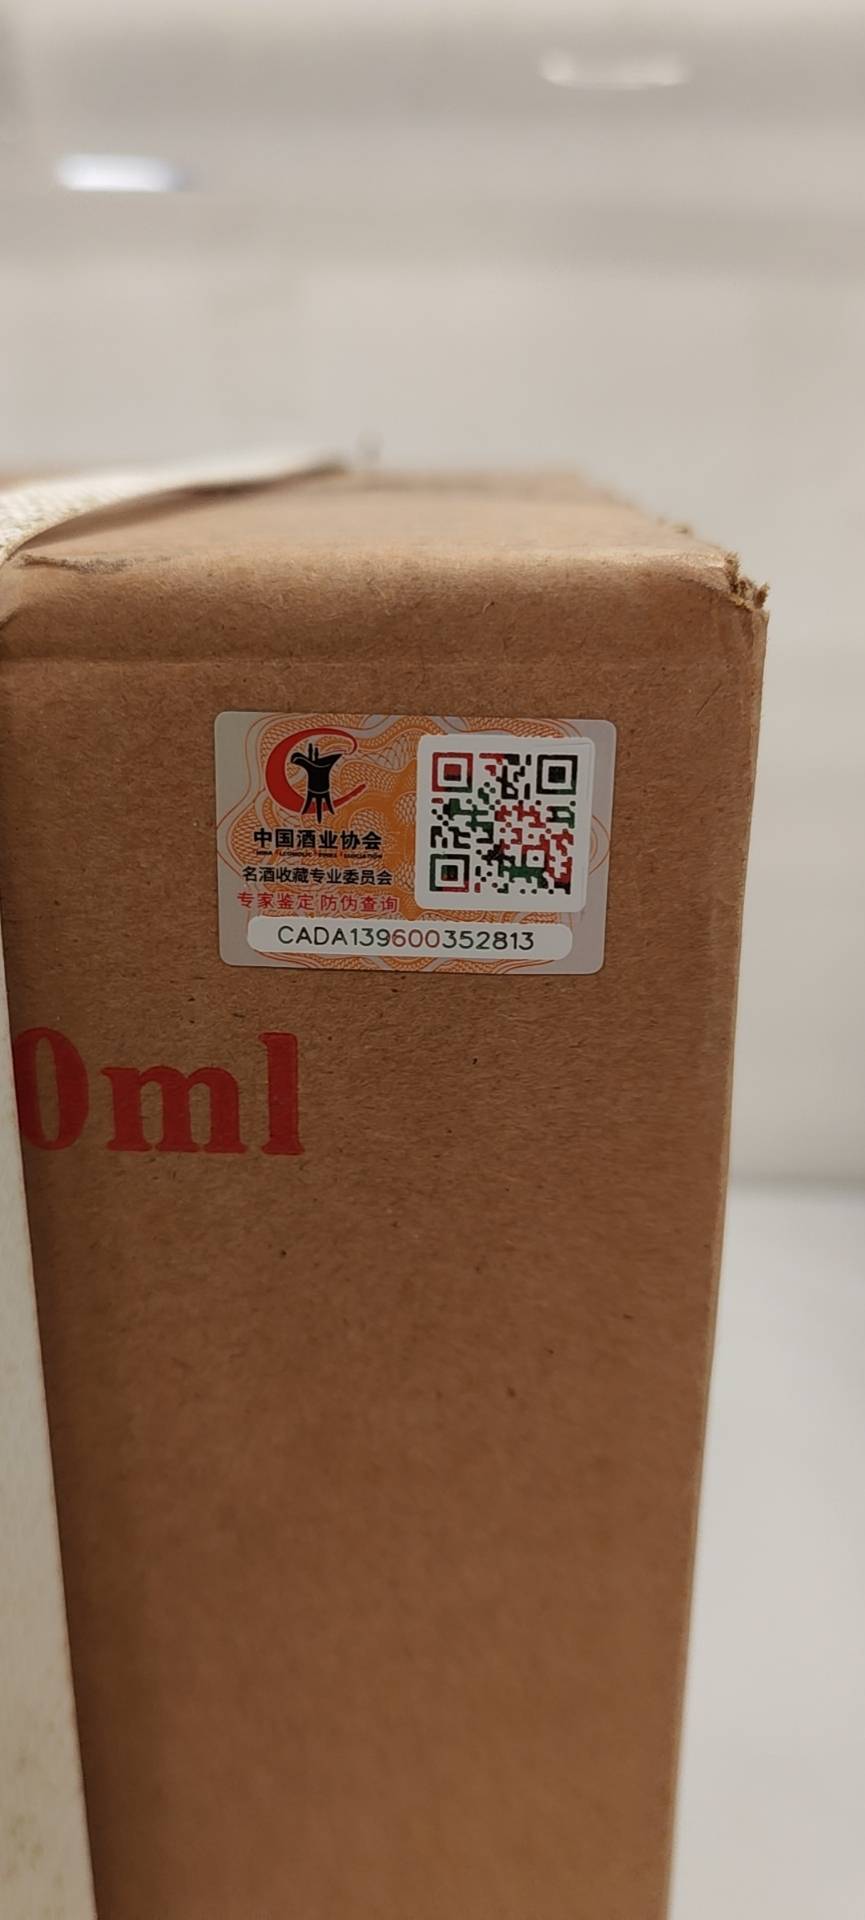 中国酒业协会
名酒收藏专业委员会
专家鉴定 防伪查询
CADA139600352813
0ml